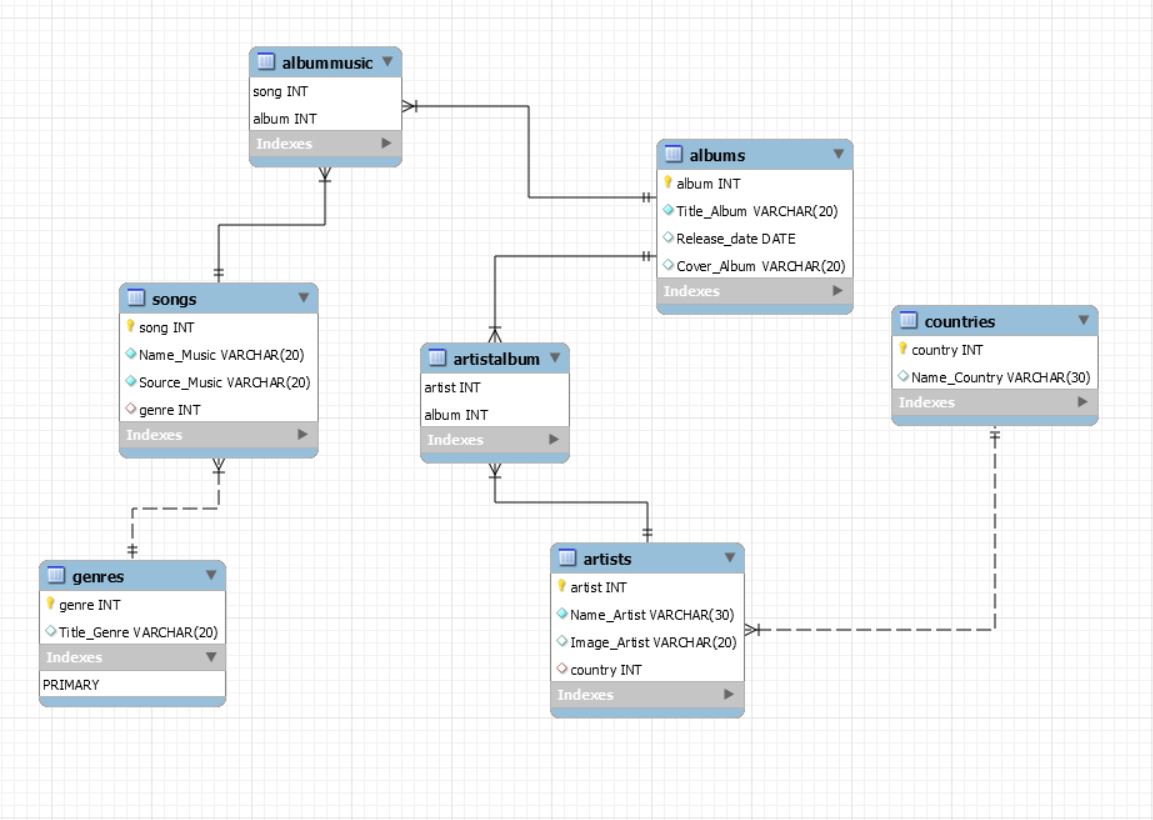 albummusic
song INT
album INT
Indexes
albums
album INT
Title_Album VARCHAR(20)
Release_date DATE
Cover_Album VARCHAR(20)
Indexes
songs
song INT
Name_Music VARCHAR(20)
Source_Music VARCHAR(20)
genre INT
Indexes
artistalbum
artist INT
album INT
Indexes
countries
country INT
Name_Country VARCHAR(30)
Indexes
genres
genre INT
Title_Genre VARCHAR(20)
Indexes
PRIMARY
artists
artist INT
Name_Artist VARCHAR(30)
Image_Artist VARCHAR(20)
country INT
Indexes